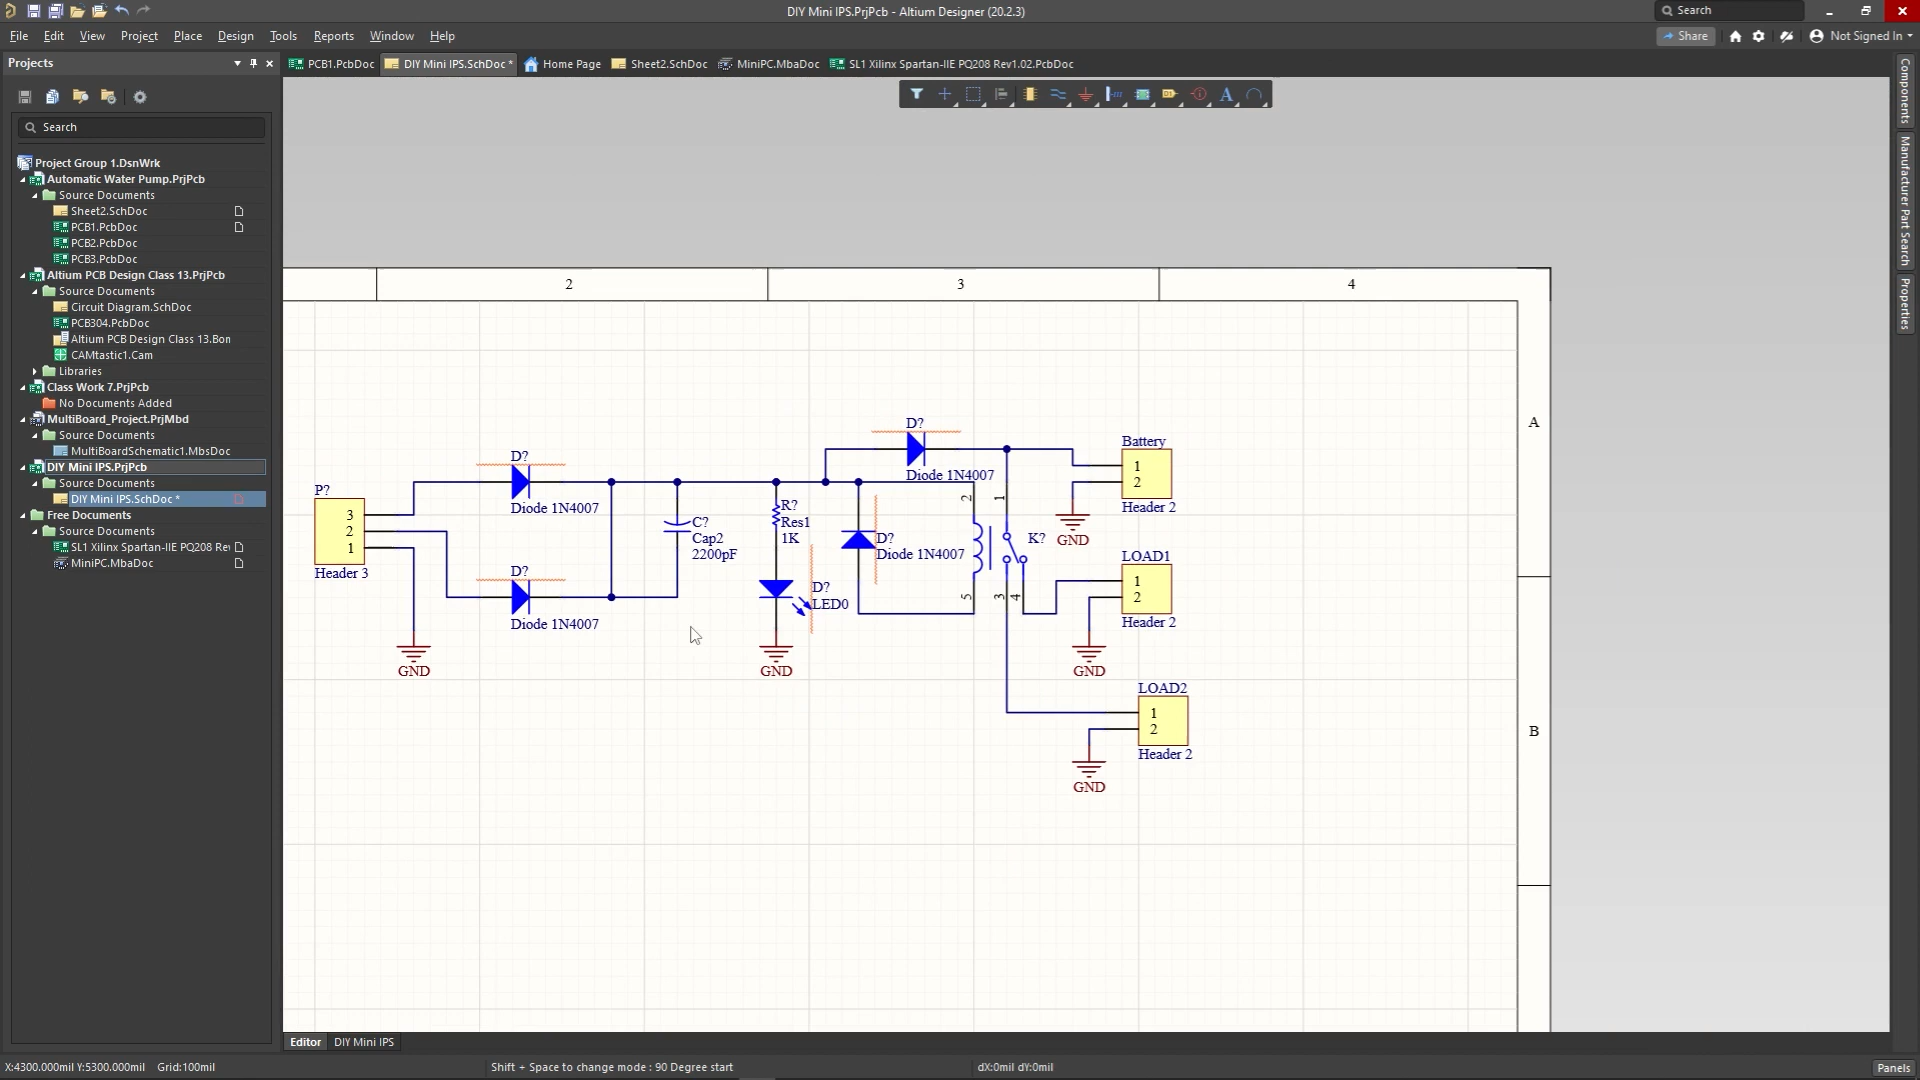 DIY Mini IPS.PrjPcb - Altium Designer (20.2.3)
Search
File Edit View Project Place Design Tools Reports Window Help
Share
Not Signed In
Projects
PCB1.PcbDoc
DIY Mini IPS.SchDoc *
Home Page
Sheet2.SchDoc
MiniPC.MbaDoc
SL1 Xilinx Spartan-IIE PQ208 Rev1.02.PcbDoc
Search
Project Group 1.DsnWrk
Automatic Water Pump.PrjPcb
Source Documents
Sheet2.SchDoc
PCB1.PcbDoc
PCB2.PcbDoc
PCB3.PcbDoc
Altium PCB Design Class 13.PrjPcb
Source Documents
Circuit Diagram.SchDoc
PCB304.PcbDoc
Altium PCB Design Class 13.Bon
CAMtastic1.Cam
Libraries
Class Work 7.PrjPcb
No Documents Added
MultiBoard_Project.PrjMbd
Source Documents
MultiBoardSchematic1.MbsDoc
DIY Mini IPS.PrjPcb
Source Documents
DIY Mini IPS.SchDoc *
Free Documents
Source Documents
SL1 Xilinx Spartan-IIE PQ208 Rev
MiniPC.MbaDoc
2
3
4
A
B
P?
3
2
1
Header 3
GND
D?
Diode 1N4007
D?
Diode 1N4007
C?
Cap2
2200pF
R?
Res1
1K
D?
LED0
GND
D?
Diode 1N4007
D?
Diode 1N4007
2
1
5
3
4
K?
Battery
1
2
Header 2
GND
LOAD1
1
2
Header 2
GND
LOAD2
1
2
Header 2
GND
Components
Manufacturer Part Search
Properties
Editor
DIY Mini IPS
X:4300.000mil Y:5300.000mil Grid:100mil
Shift + Space to change mode : 90 Degree start
dX:0mil dY:0mil
Panels